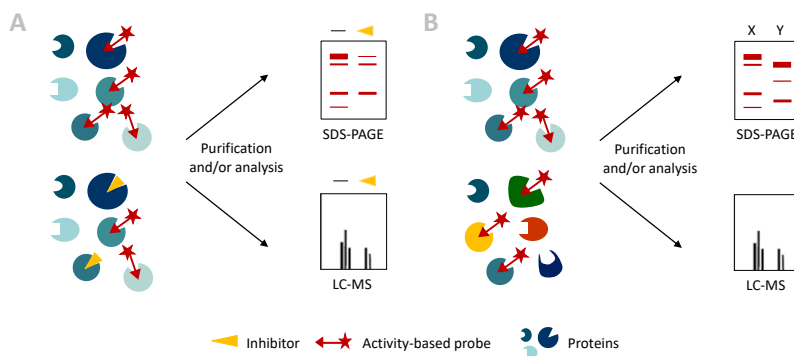 A
—
SDS-PAGE
Purification
and/or analysis
—
LC-MS
B
X Y
SDS-PAGE
Purification
and/or analysis
LC-MS
Inhibitor
Activity-based probe
Proteins